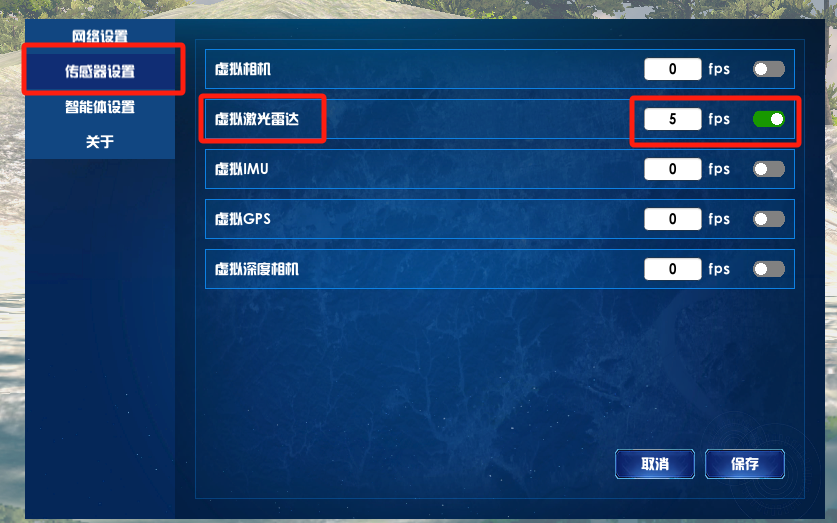 网络设置
传感器设置
智能体设置
关于
虚拟相机 0 fps
虚拟激光雷达 5 fps
虚拟IMU 0 fps
虚拟GPS 0 fps
虚拟深度相机 0 fps
取消 保存